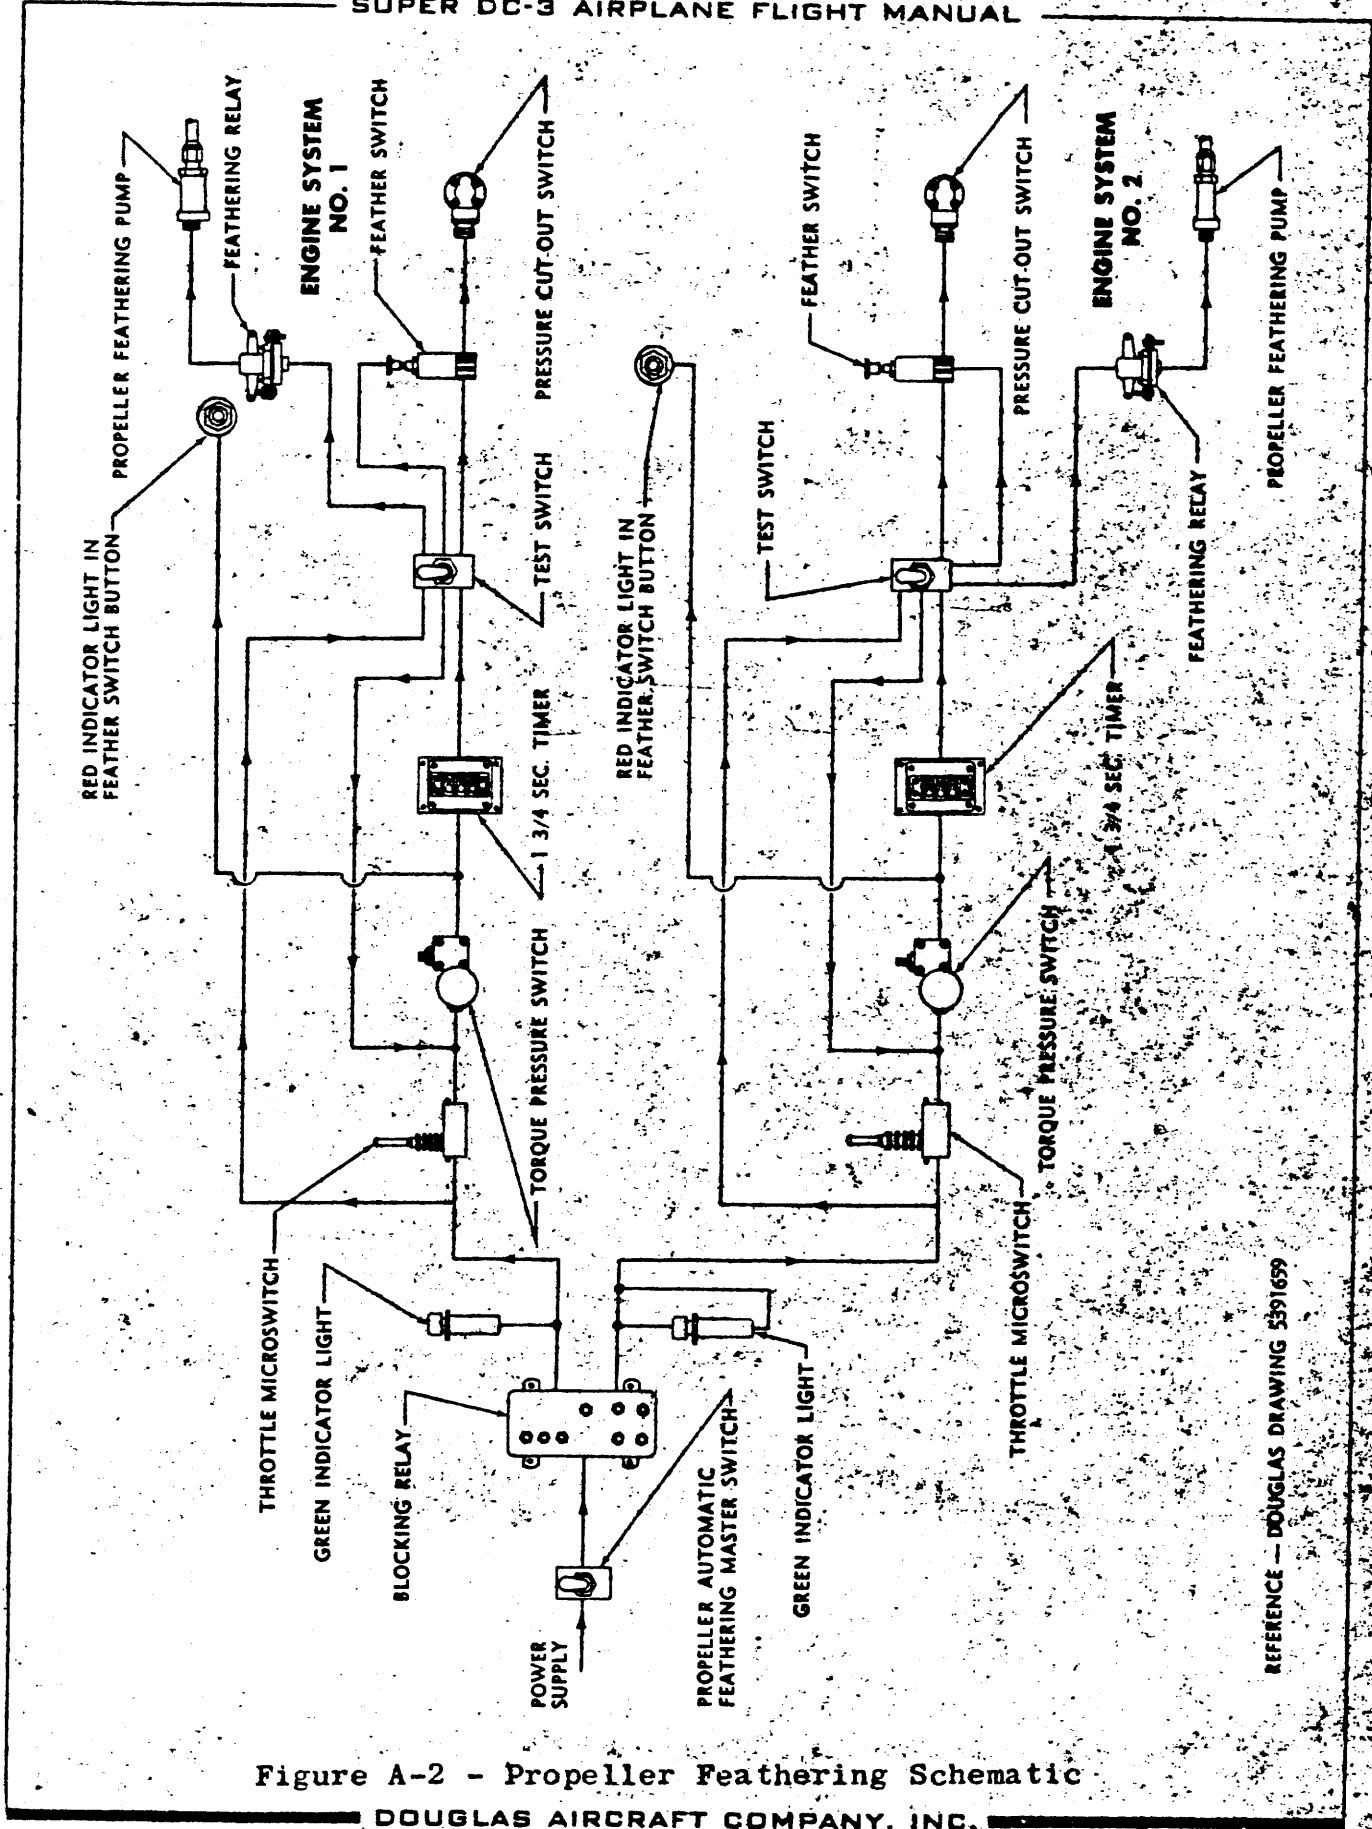 SUPER DC-3 AIRPLANE FLIGHT MANUAL
PROPELLER FEATHERING PUMP
FEATHERING RELAY
ENGINE SYSTEM
NO. 1
FEATHER SWITCH
PRESSURE CUT-OUT SWITCH
RED INDICATOR LIGHT IN
FEATHER SWITCH BUTTON
TEST SWITCH
1 3/4 SEC. TIMER
TORQUE PRESSURE SWITCH
THROTTLE MICROSWITCH
GREEN INDICATOR LIGHT
BLOCKING RELAY
POWER
SUPPLY
PROPELLER AUTOMATIC
FEATHERING MASTER SWITCH
GREEN INDICATOR LIGHT
RED INDICATOR LIGHT IN
FEATHER SWITCH BUTTON
TEST SWITCH
FEATHER SWITCH
PRESSURE CUT-OUT SWITCH
ENGINE SYSTEM
NO. 2
PROPELLER FEATHERING PUMP
FEATHERING RELAY
1 3/4 SEC. TIMER
TORQUE PRESSURE SWITCH
THROTTLE MICROSWITCH
REFERENCE — DOUGLAS DRAWING 5391659
Figure A-2 - Propeller Feathering Schematic
DOUGLAS AIRCRAFT COMPANY, INC.